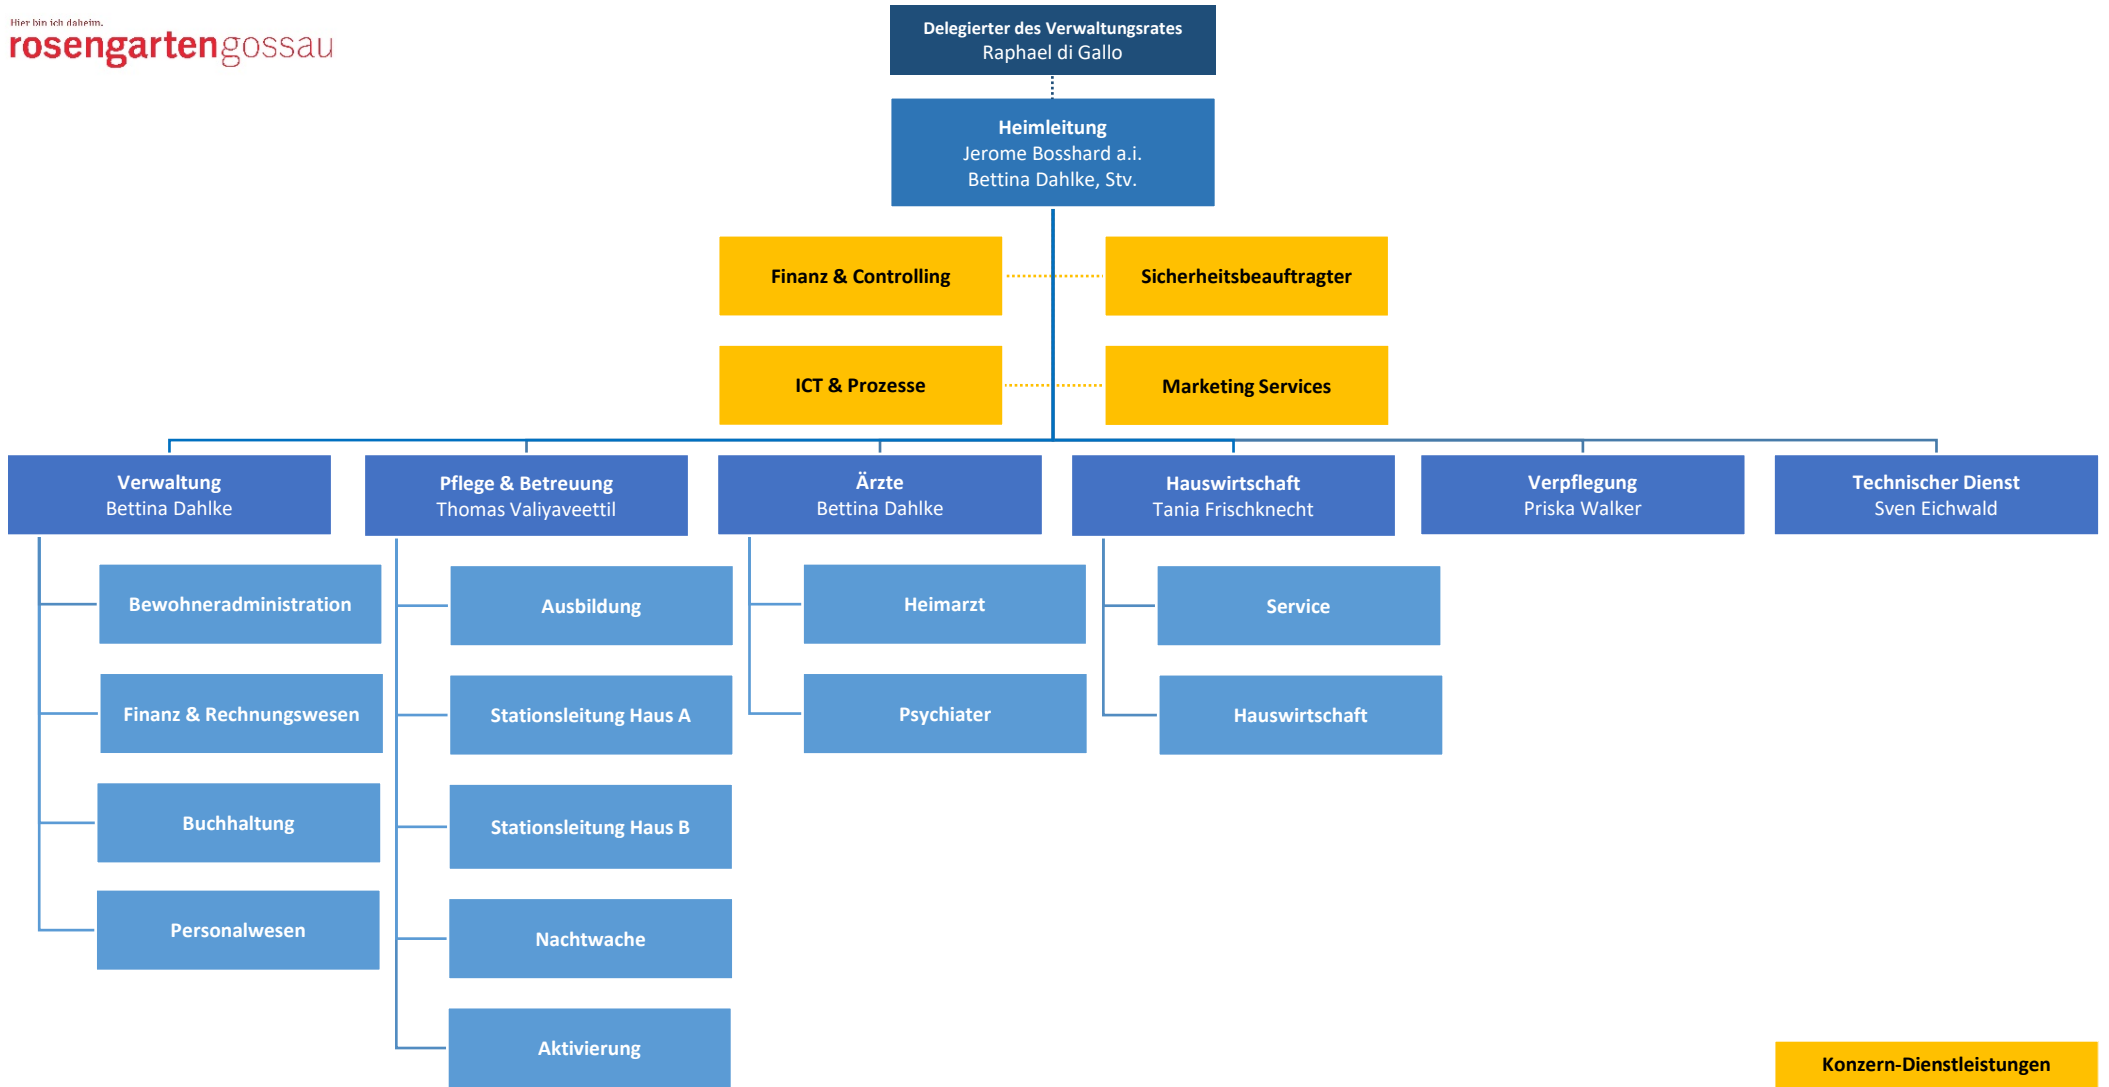 Hier bin ich daheim.
rosengartengossau
Delegierter des Verwaltungsrates
Raphael di Gallo
Heimleitung
Jerome Bosshard a.i.
Bettina Dahlke, Stv.
Finanz & Controlling
Sicherheitsbeauftragter
ICT & Prozesse
Marketing Services
Verwaltung
Bettina Dahlke
Pflege & Betreuung
Thomas Valiyaveettil
Ärzte
Bettina Dahlke
Hauswirtschaft
Tania Frischknecht
Verpflegung
Priska Walker
Technischer Dienst
Sven Eichwald
Bewohneradministration
Finanz & Rechnungswesen
Buchhaltung
Personalwesen
Ausbildung
Stationsleitung Haus A
Stationsleitung Haus B
Nachtwache
Aktivierung
Heimarzt
Psychiater
Service
Hauswirtschaft
Konzern-Dienstleistungen